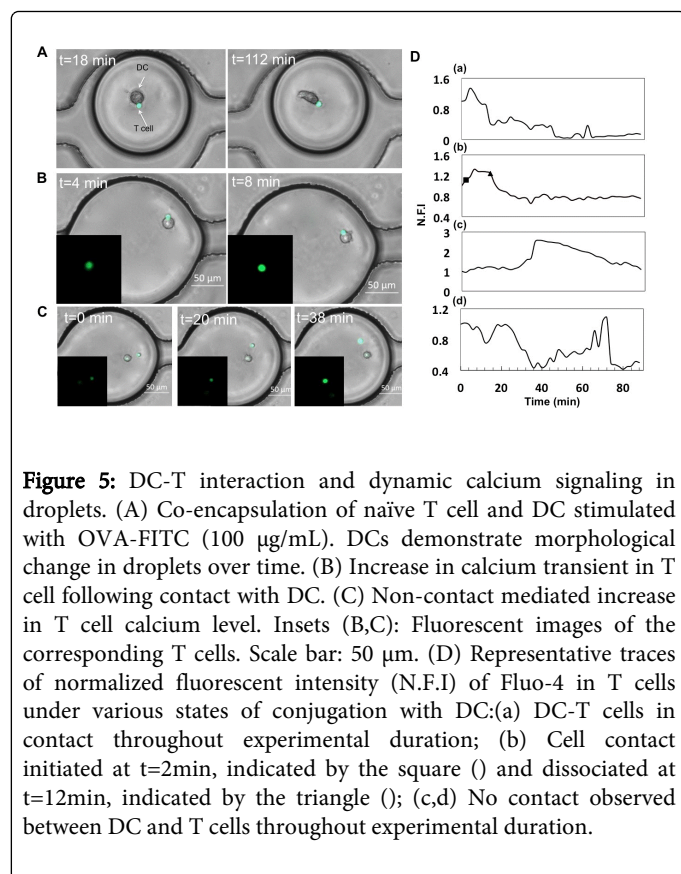 A
t=18 min
DC
T cell
t=112 min
B
t=4 min
50 µm
t=8 min
50 µm
C
t=0 min
50 µm
t=20 min
50 µm
t=38 min
50 µm
D
N.F.I
(a)
1.6
0.8
0
(b)
1.6
1.2
0.8
0.4
(c)
3
2
1
0
(d)
1.2
0.8
0.4
0 20 40 60 80
Time (min)
Figure 5: DC-T interaction and dynamic calcium signaling in
droplets. (A) Co-encapsulation of naïve T cell and DC stimulated
with OVA-FITC (100 µg/mL). DCs demonstrate morphological
change in droplets over time. (B) Increase in calcium transient in T
cell following contact with DC. (C) Non-contact mediated increase
in T cell calcium level. Insets (B,C): Fluorescent images of the
corresponding T cells. Scale bar: 50 µm. (D) Representative traces
of normalized fluorescent intensity (N.F.I) of Fluo-4 in T cells
under various states of conjugation with DC:(a) DC-T cells in
contact throughout experimental duration; (b) Cell contact
initiated at t=2min, indicated by the square () and dissociated at
t=12min, indicated by the triangle (); (c,d) No contact observed
between DC and T cells throughout experimental duration.